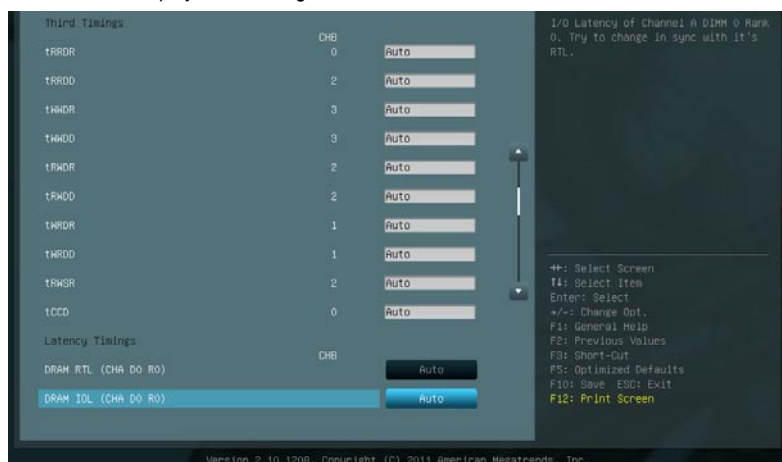 Third Timings
CHB
tRRDR 0 Auto
tRRDD 2 Auto
tWWDR 3 Auto
tWWDD 3 Auto
tRWDR 2 Auto
tRWDD 2 Auto
tWRDR 1 Auto
tWRDD 1 Auto
tRWSR 2 Auto
tCCD 0 Auto
Latency Timings
CHB
DRAM RTL (CHA D0 R0) Auto
DRAM IOL (CHA D0 R0) Auto
I/O Latency of Channel A DIMM 0 Rank
0. Try to change in sync with it's
RTL.
→←: Select Screen
↑↓: Select Item
Enter: Select
+/-: Change Opt.
F1: General Help
F2: Previous Values
F3: Short-Cut
F5: Optimized Defaults
F10: Save ESC: Exit
F12: Print Screen
Version 2.10.1208. Copyright (C) 2011 American Megatrends, Inc.